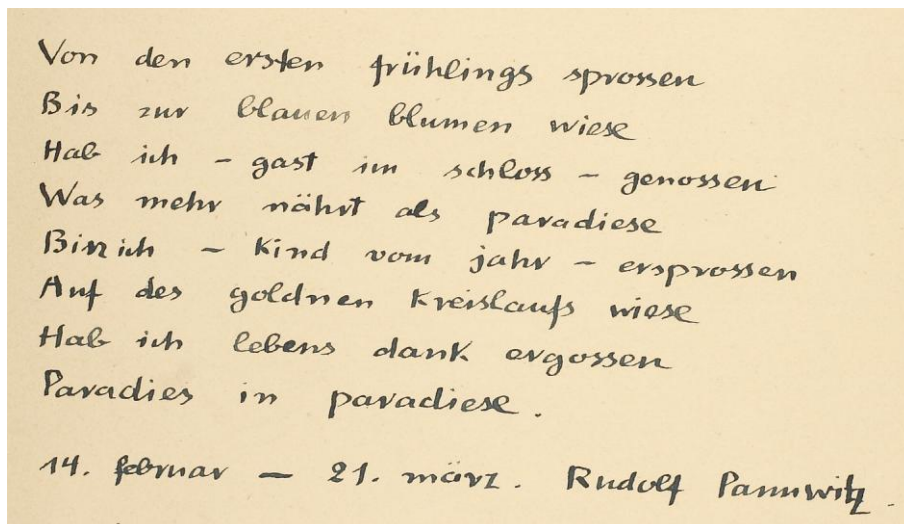 Von den ersten frühlings sprossen
Bis zur blauen blumen wiese
Hab ich – gast im schloss – genossen
Was mehr nährt als paradiese
Bin ich – kind vom jahr – ersprossen
Auf des goldnen kreislaufs wiese
Hab ich lebens dank ergossen
Paradies in paradiese.
14. februar – 21. märz. Rudolf Pannwitz.